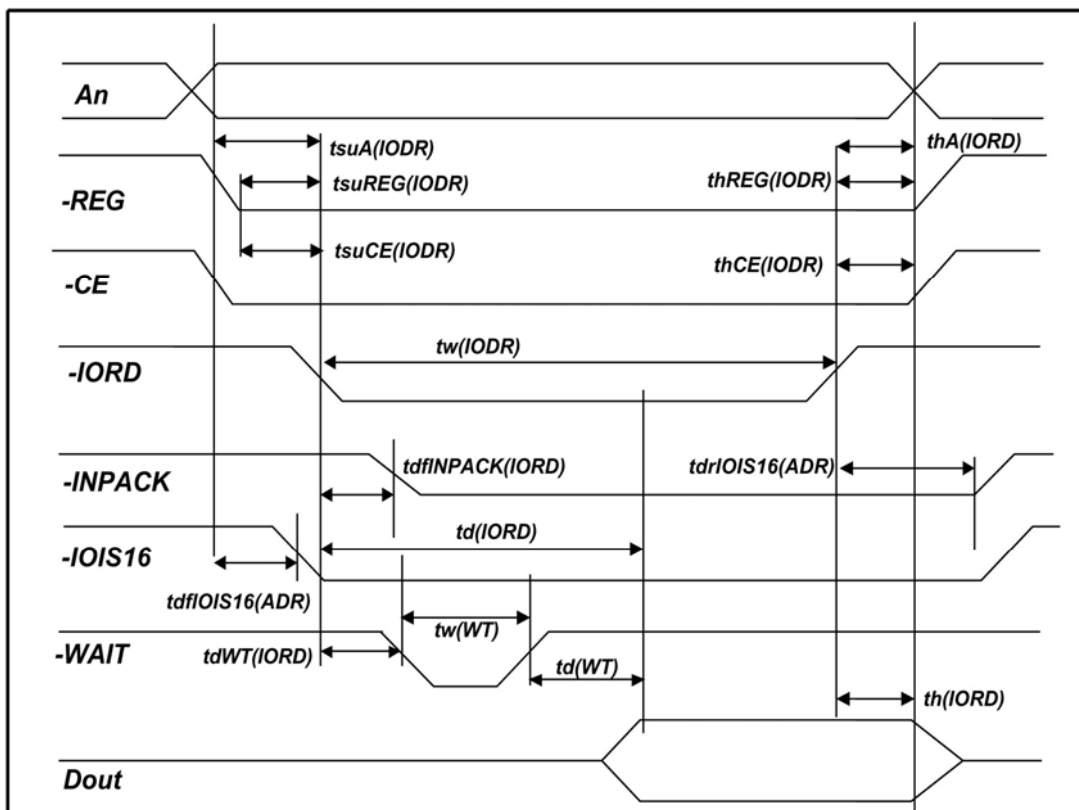 An
tsuA(IODR)
thA(IORD)
-REG
tsuREG(IODR)
thREG(IODR)
tsuCE(IODR)
thCE(IODR)
-CE
tw(IODR)
-IORD
tdfINPACK(IORD)
tdrIOIS16(ADR)
-INPACK
td(IORD)
-IOIS16
tdfIOIS16(ADR)
tw(WT)
-WAIT
tdWT(IORD)
td(WT)
th(IORD)
Dout